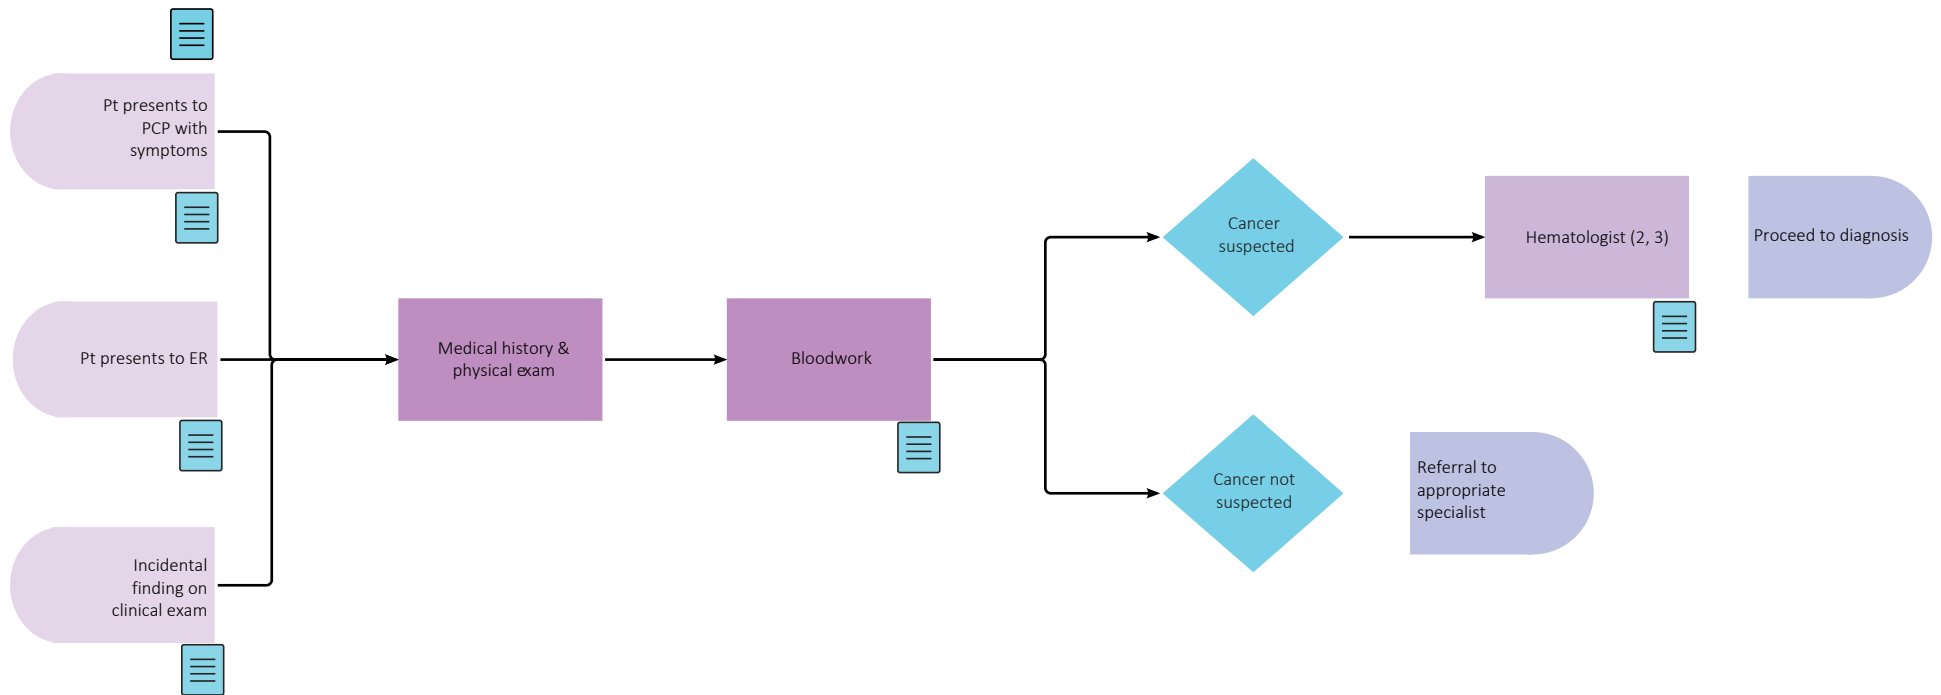 Pt presents to
PCP with
symptoms
Pt presents to ER
Incidental
finding on
clinical exam
Medical history &
physical exam
Bloodwork
Cancer
suspected
Cancer not
suspected
Hematologist (2, 3)
Proceed to diagnosis
Referral to
appropriate
specialist